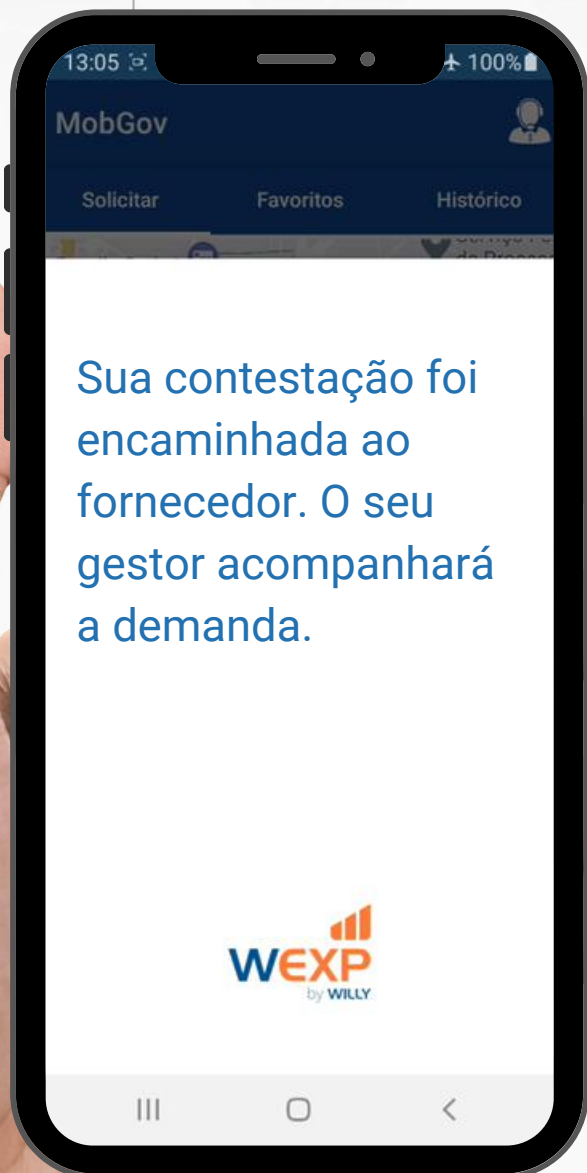 13:05
100%
MobGov
Solicitar Favoritos Histórico
Sua contestação foi
encaminhada ao
fornecedor. O seu
gestor acompanhará
a demanda.
WEXP
by WILLY